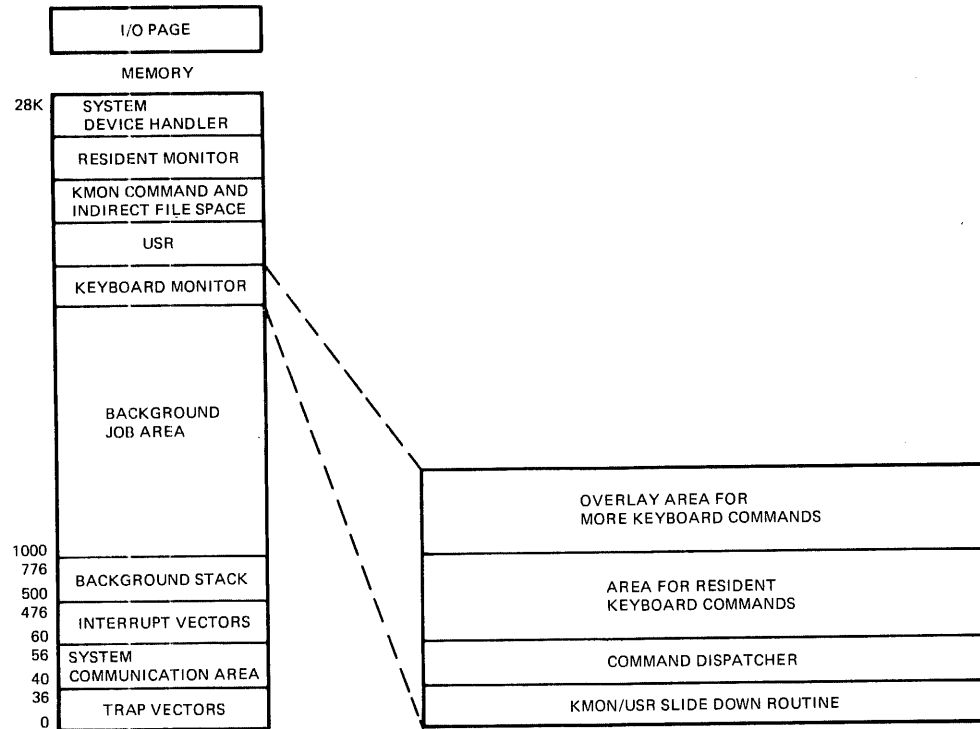 I/O PAGE
MEMORY
28K
SYSTEM
DEVICE HANDLER
RESIDENT MONITOR
KMON COMMAND AND
INDIRECT FILE SPACE
USR
KEYBOARD MONITOR
BACKGROUND
JOB AREA
1000
776
BACKGROUND STACK
500
476
INTERRUPT VECTORS
60
56
SYSTEM
COMMUNICATION AREA
40
36
TRAP VECTORS
0
OVERLAY AREA FOR
MORE KEYBOARD COMMANDS
AREA FOR RESIDENT
KEYBOARD COMMANDS
COMMAND DISPATCHER
KMON/USR SLIDE DOWN ROUTINE